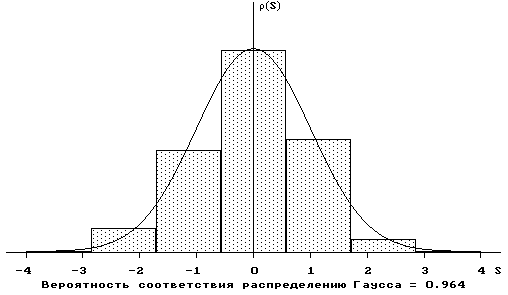 ρ(S)
-4 -3 -2 -1 0 1 2 3 4 S
Вероятность соответствия распределению Гаусса = 0.964